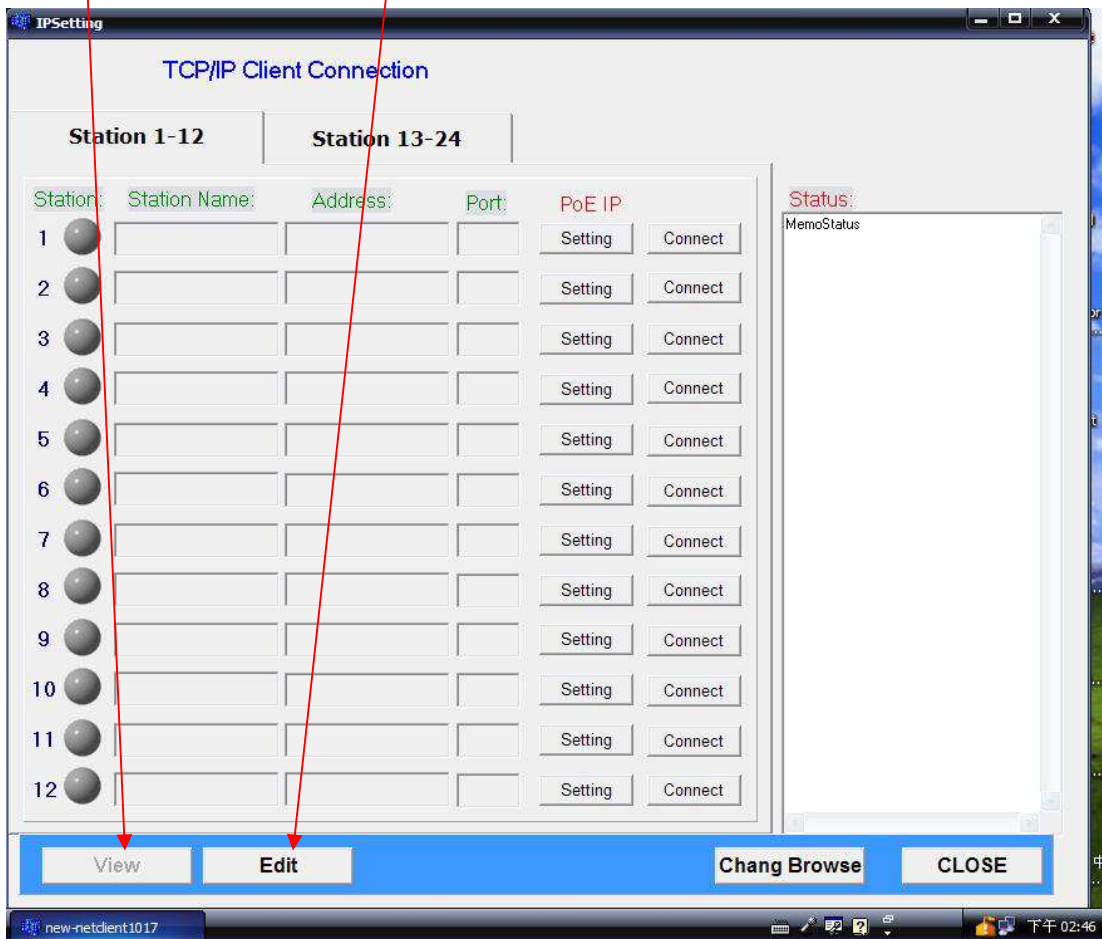 IPSetting
TCP/IP Client Connection
Station 1-12 Station 13-24
Station: Station Name: Address: Port: PoE IP Status:
MemoStatus
1 Setting Connect
2 Setting Connect
3 Setting Connect
4 Setting Connect
5 Setting Connect
6 Setting Connect
7 Setting Connect
8 Setting Connect
9 Setting Connect
10 Setting Connect
11 Setting Connect
12 Setting Connect
View Edit Chang Browse CLOSE
new-netclient1017 下午 02:46